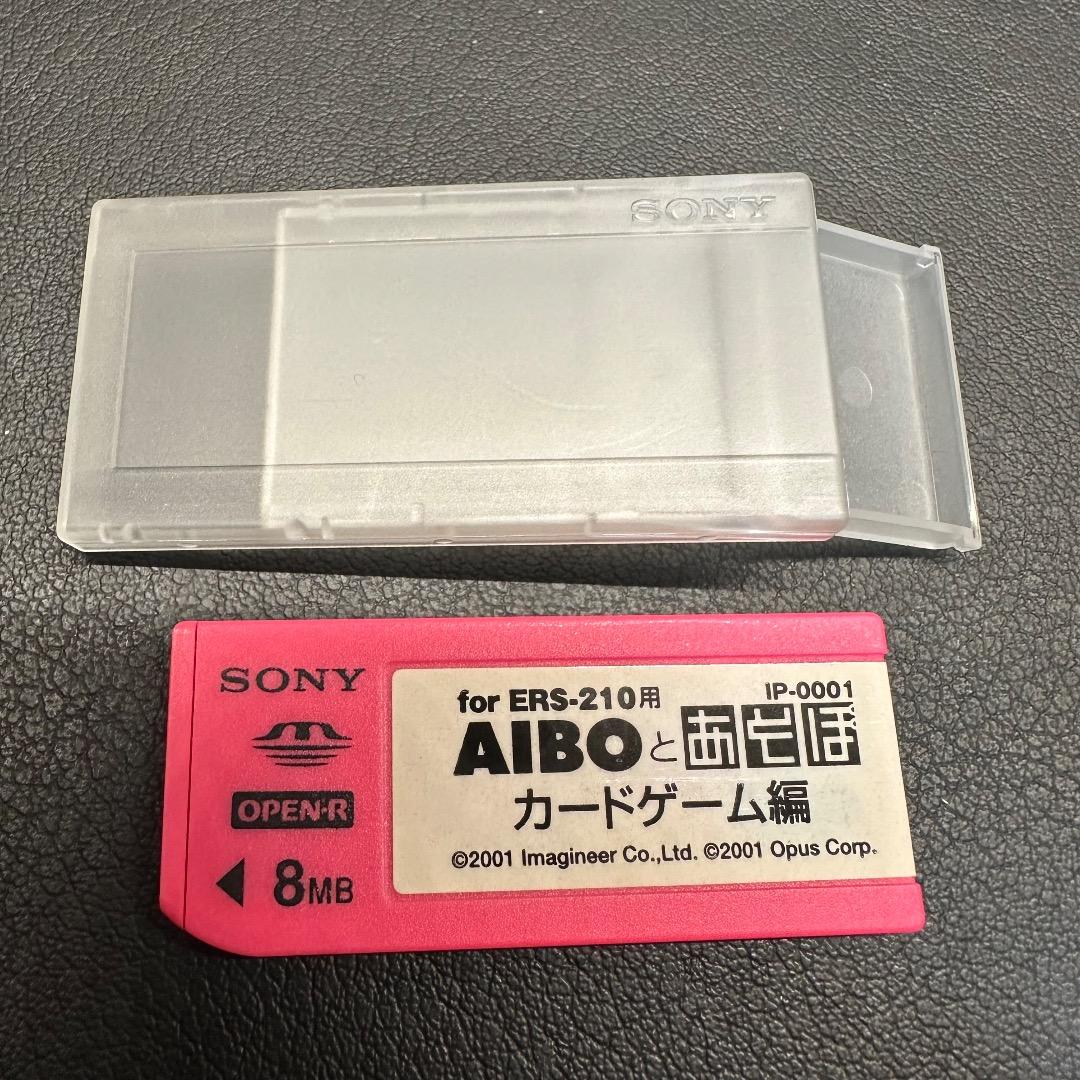 SONY
SONY
OPEN-R
8MB
for ERS-210用
IP-0001
AIBOとあそぼ
カードゲーム編
©2001 Imagineer Co.,Ltd. ©2001 Opus Corp.